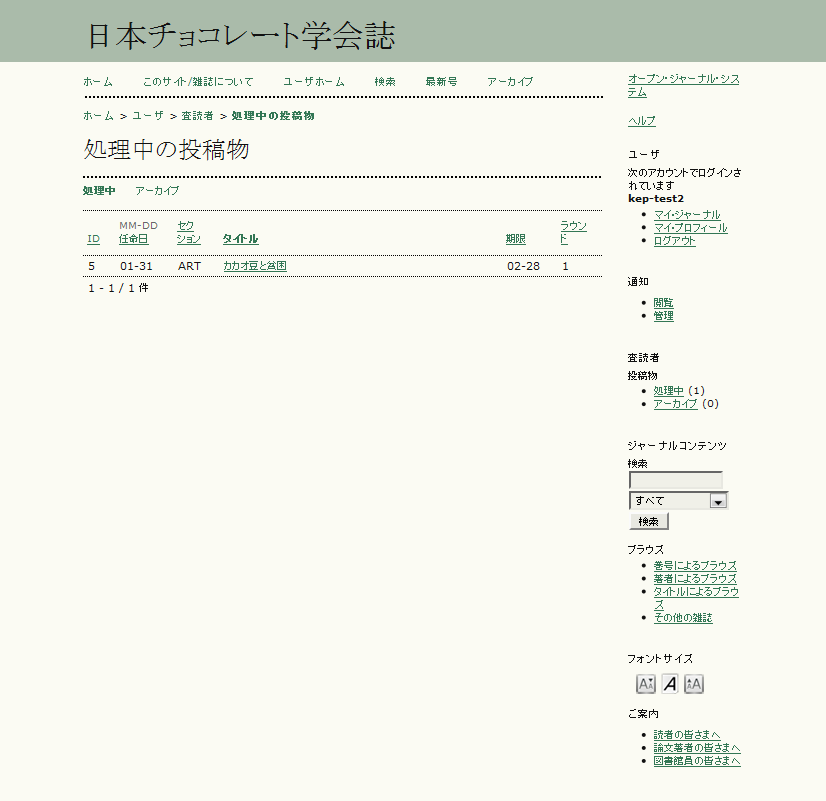 日本チョコレート学会誌
ホーム このサイト/雑誌について ユーザホーム 検索 最新号 アーカイブ
ホーム > ユーザ > 査読者 > 処理中の投稿物
処理中の投稿物
処理中 アーカイブ
MM-DD セク ラウン
ID 任命日 ション タイトル 期限 ド
5 01-31 ART カカオ豆と貧困 02-28 1
1 - 1 / 1 件
オープン・ジャーナル・シス
テム
ヘルプ
ユーザ
次のアカウントでログインさ
れています
kep-test2
マイ・ジャーナル
マイ・プロフィール
ログアウト
通知
閲覧
管理
査読者
投稿物
処理中 (1)
アーカイブ (0)
ジャーナルコンテンツ
検索
すべて
検索
ブラウズ
巻号によるブラウズ
著者によるブラウズ
タイトルによるブラウ
ズ
その他の雑誌
フォントサイズ
A A A
ご案内
読者の皆さまへ
論文著者の皆さまへ
図書館員の皆さまへ